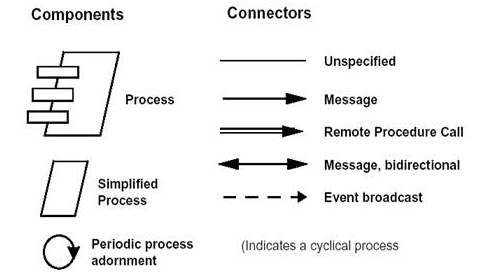 Components
Connectors
Process
Simplified
Process
Periodic process
adornment
Unspecified
Message
Remote Procedure Call
Message, bidirectional
Event broadcast
(Indicates a cyclical process